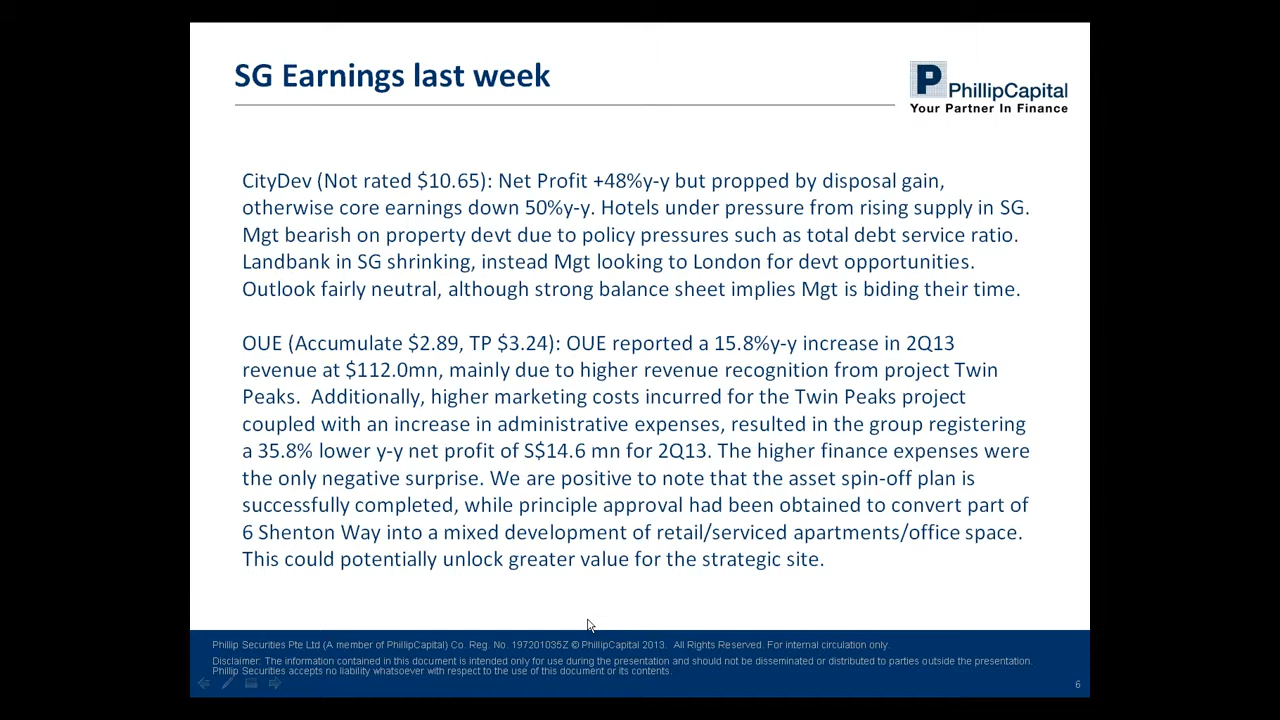 SG Earnings last week
P PhillipCapital
Your Partner In Finance
CityDev (Not rated $10.65): Net Profit +48%y-y but propped by disposal gain,
otherwise core earnings down 50%y-y. Hotels under pressure from rising supply in SG.
Mgt bearish on property devt due to policy pressures such as total debt service ratio.
Landbank in SG shrinking, instead Mgt looking to London for devt opportunities.
Outlook fairly neutral, although strong balance sheet implies Mgt is biding their time.
OUE (Accumulate $2.89, TP $3.24): OUE reported a 15.8%y-y increase in 2Q13
revenue at $112.0mn, mainly due to higher revenue recognition from project Twin
Peaks.  Additionally, higher marketing costs incurred for the Twin Peaks project
coupled with an increase in administrative expenses, resulted in the group registering
a 35.8% lower y-y net profit of S$14.6 mn for 2Q13. The higher finance expenses were
the only negative surprise. We are positive to note that the asset spin-off plan is
successfully completed, while principle approval had been obtained to convert part of
6 Shenton Way into a mixed development of retail/serviced apartments/office space.
This could potentially unlock greater value for the strategic site.
Phillip Securities Pte Ltd (A member of PhillipCapital) Co. Reg. No. 197201035Z © PhillipCapital 2013.  All Rights Reserved. For internal circulation only.
Disclaimer: The information contained in this document is intended only for use during the presentation and should not be disseminated or distributed to parties outside the presentation.
Phillip Securities accepts no liability whatsoever with respect to the use of this document or its contents.
6